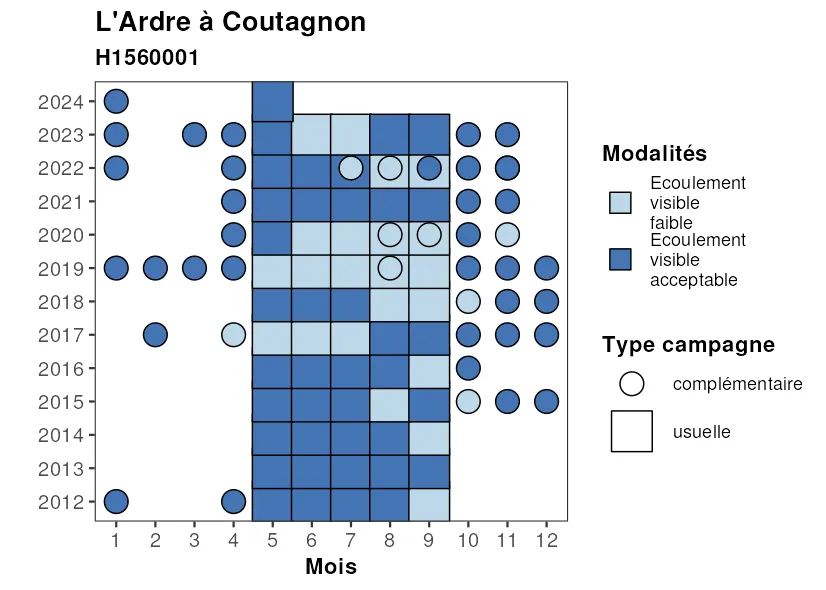 L'Ardre à Coutagnon
H1560001
2024
2023
2022
2021
2020
2019
2018
2017
2016
2015
2014
2013
2012
1 2 3 4 5 6 7 8 9 10 11 12
Mois
Modalités
Ecoulement
visible
faible
Ecoulement
visible
acceptable
Type campagne
complémentaire
usuelle